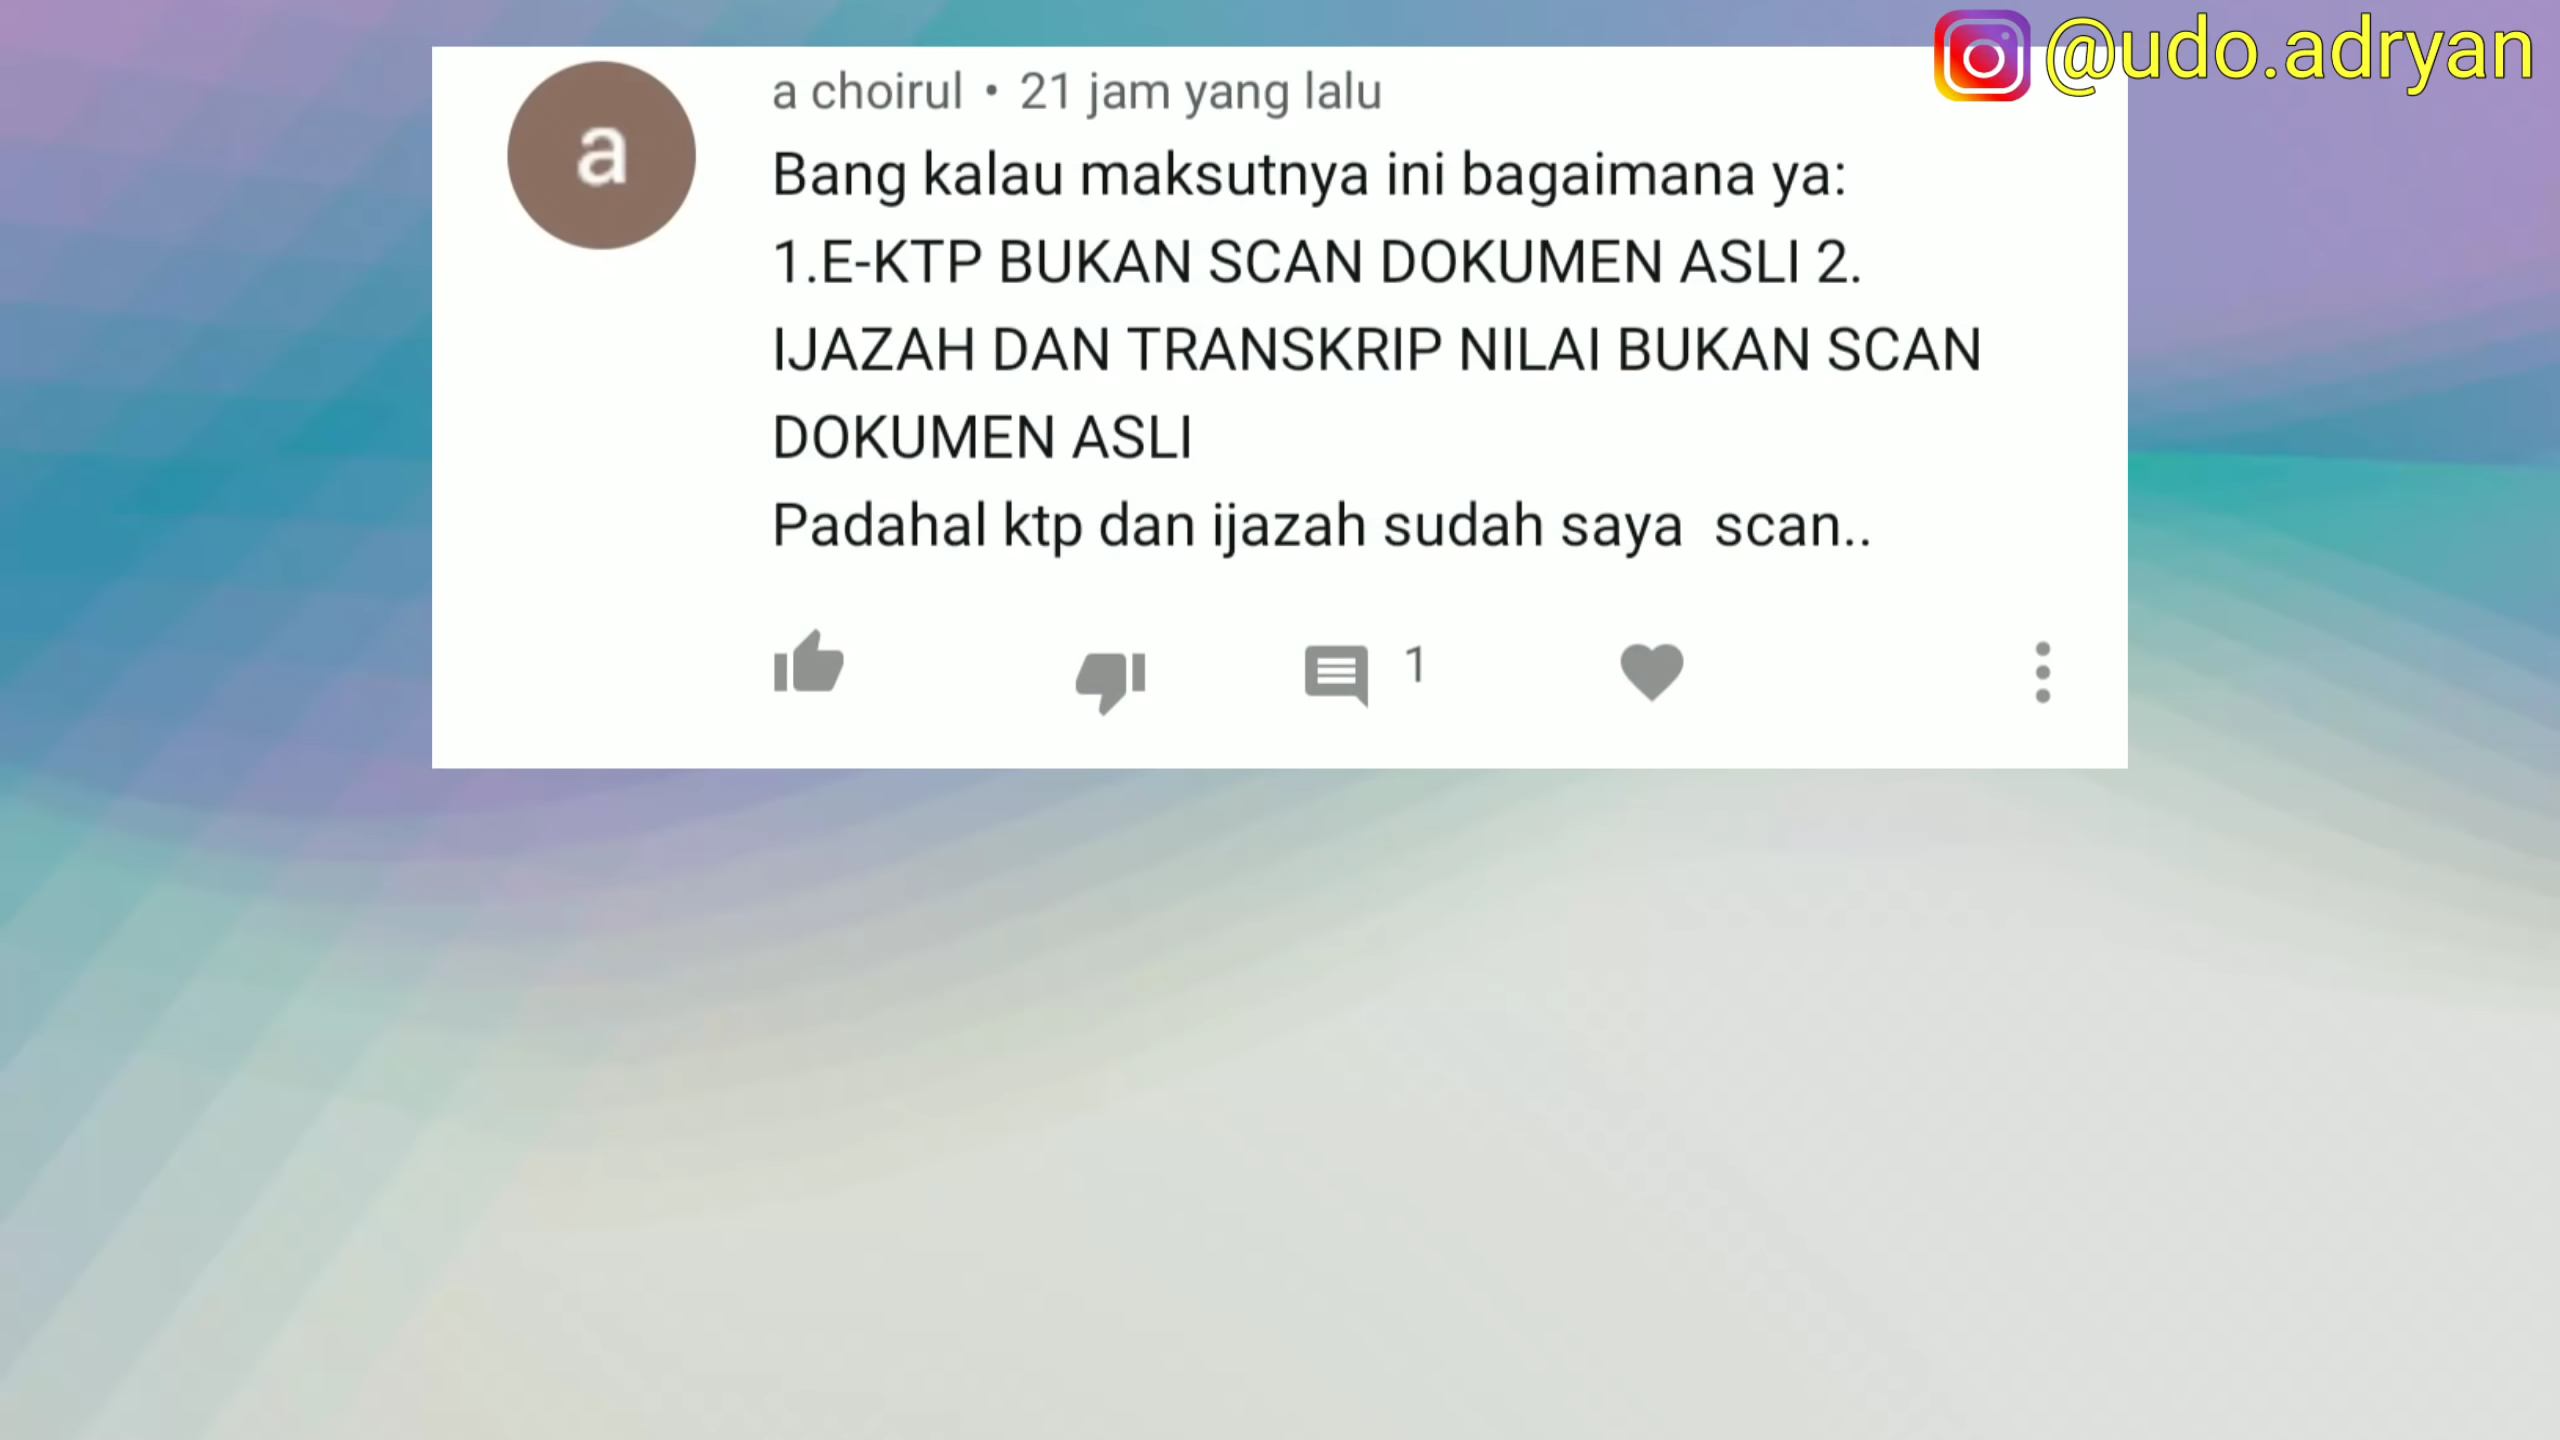 @udo.adryan
a
a choirul • 21 jam yang lalu
Bang kalau maksutnya ini bagaimana ya:
1.E-KTP BUKAN SCAN DOKUMEN ASLI 2.
IJAZAH DAN TRANSKRIP NILAI BUKAN SCAN
DOKUMEN ASLI
Padahal ktp dan ijazah sudah saya  scan..
1